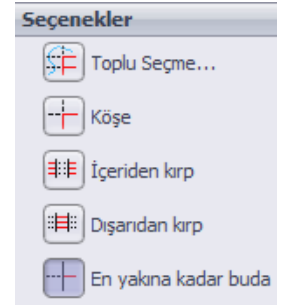 Seçenekler
Toplu Seçme...
Köşe
İçeriden kırp
Dışarıdan kırp
En yakına kadar buda